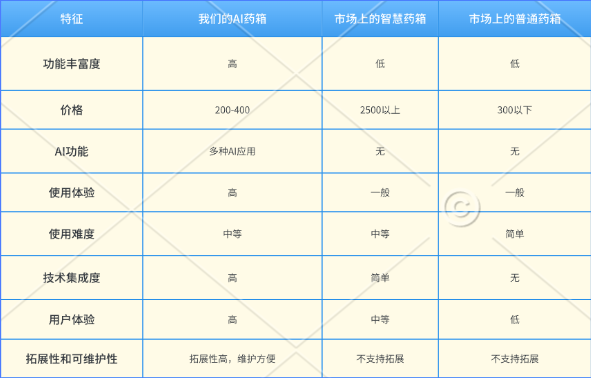 特征 我们的AI药箱 市场上的智慧药箱 市场上的普通药箱
功能丰富度 高 低 低
价格 200-400 2500以上 300以下
AI功能 多种AI应用 无 无
使用体验 高 一般 一般
使用难度 中等 中等 简单
技术集成度 高 简单 无
用户体验 高 中等 低
拓展性和可维护性 拓展性高，维护方便 不支持拓展 不支持拓展
©